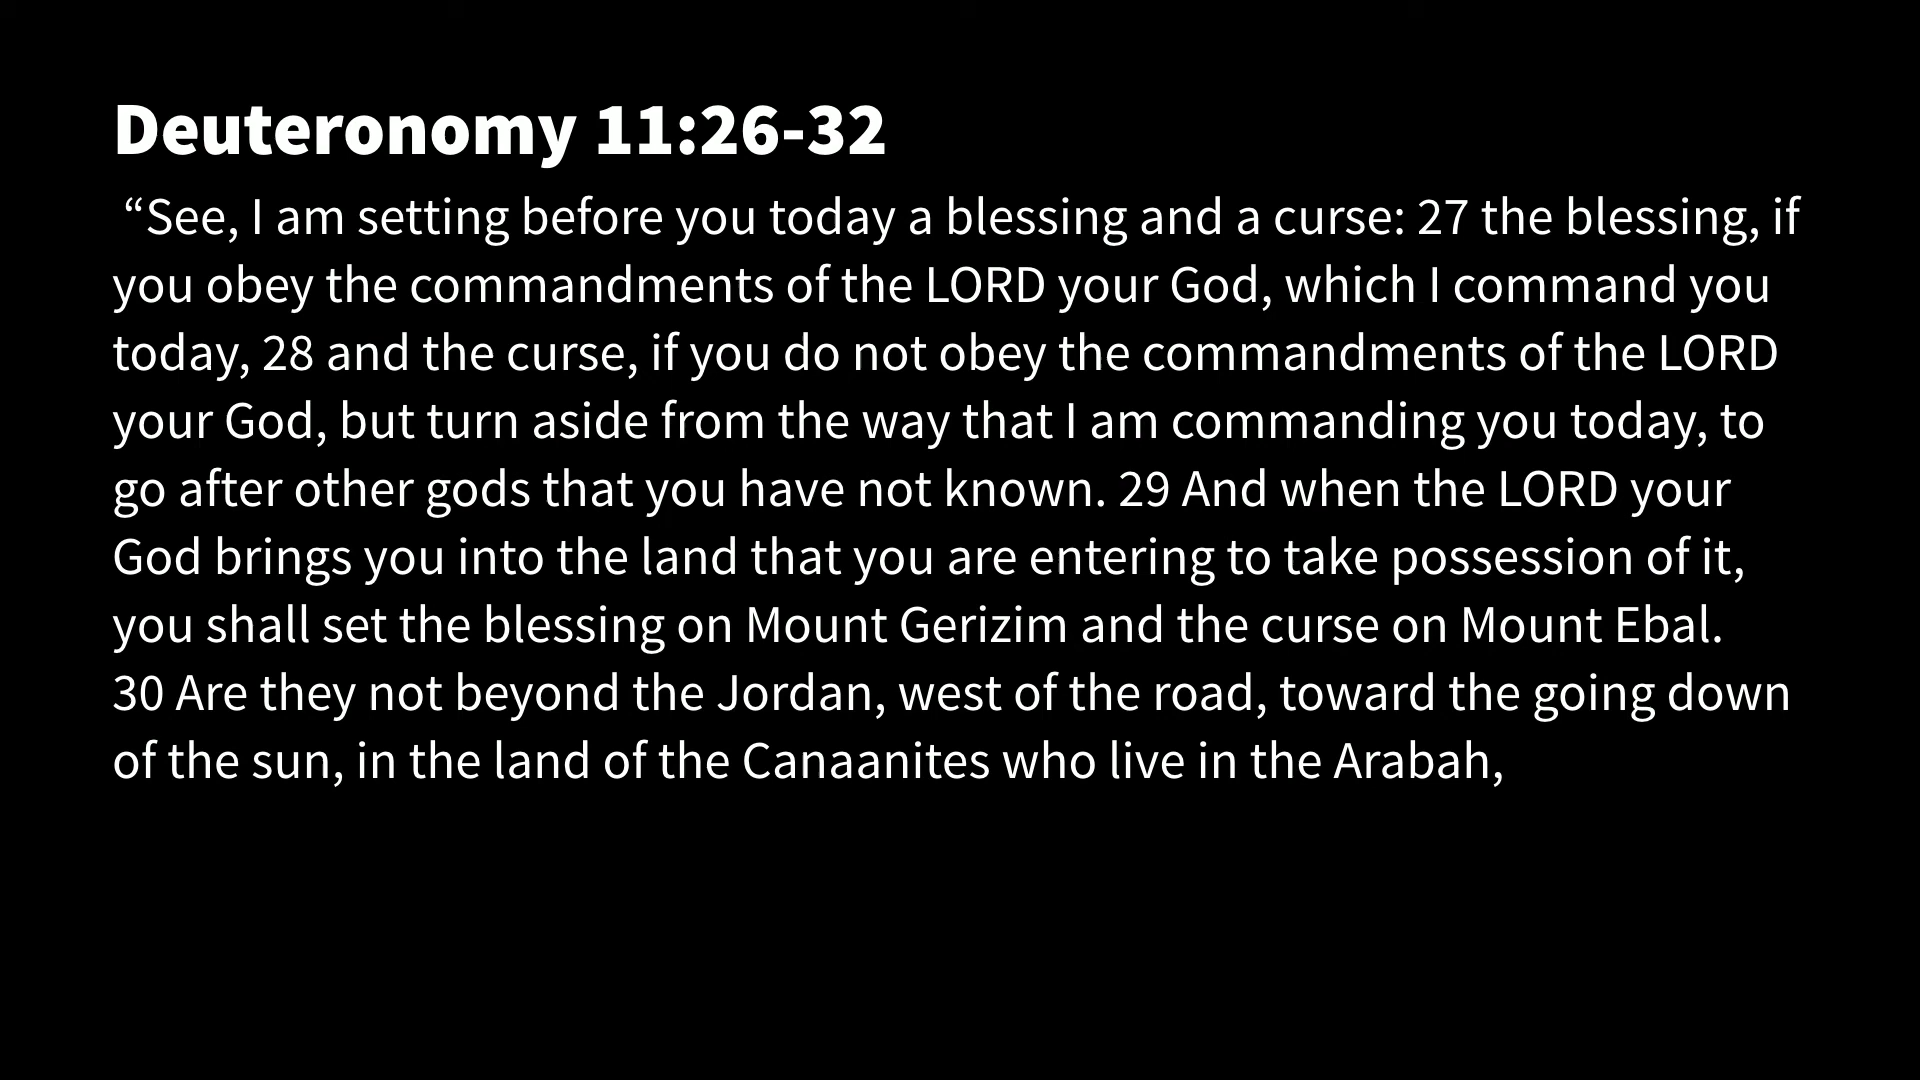 Deuteronomy 11:26-32
“See, I am setting before you today a blessing and a curse: 27 the blessing, if
you obey the commandments of the LORD your God, which I command you
today, 28 and the curse, if you do not obey the commandments of the LORD
your God, but turn aside from the way that I am commanding you today, to
go after other gods that you have not known. 29 And when the LORD your
God brings you into the land that you are entering to take possession of it,
you shall set the blessing on Mount Gerizim and the curse on Mount Ebal.
30 Are they not beyond the Jordan, west of the road, toward the going down
of the sun, in the land of the Canaanites who live in the Arabah,